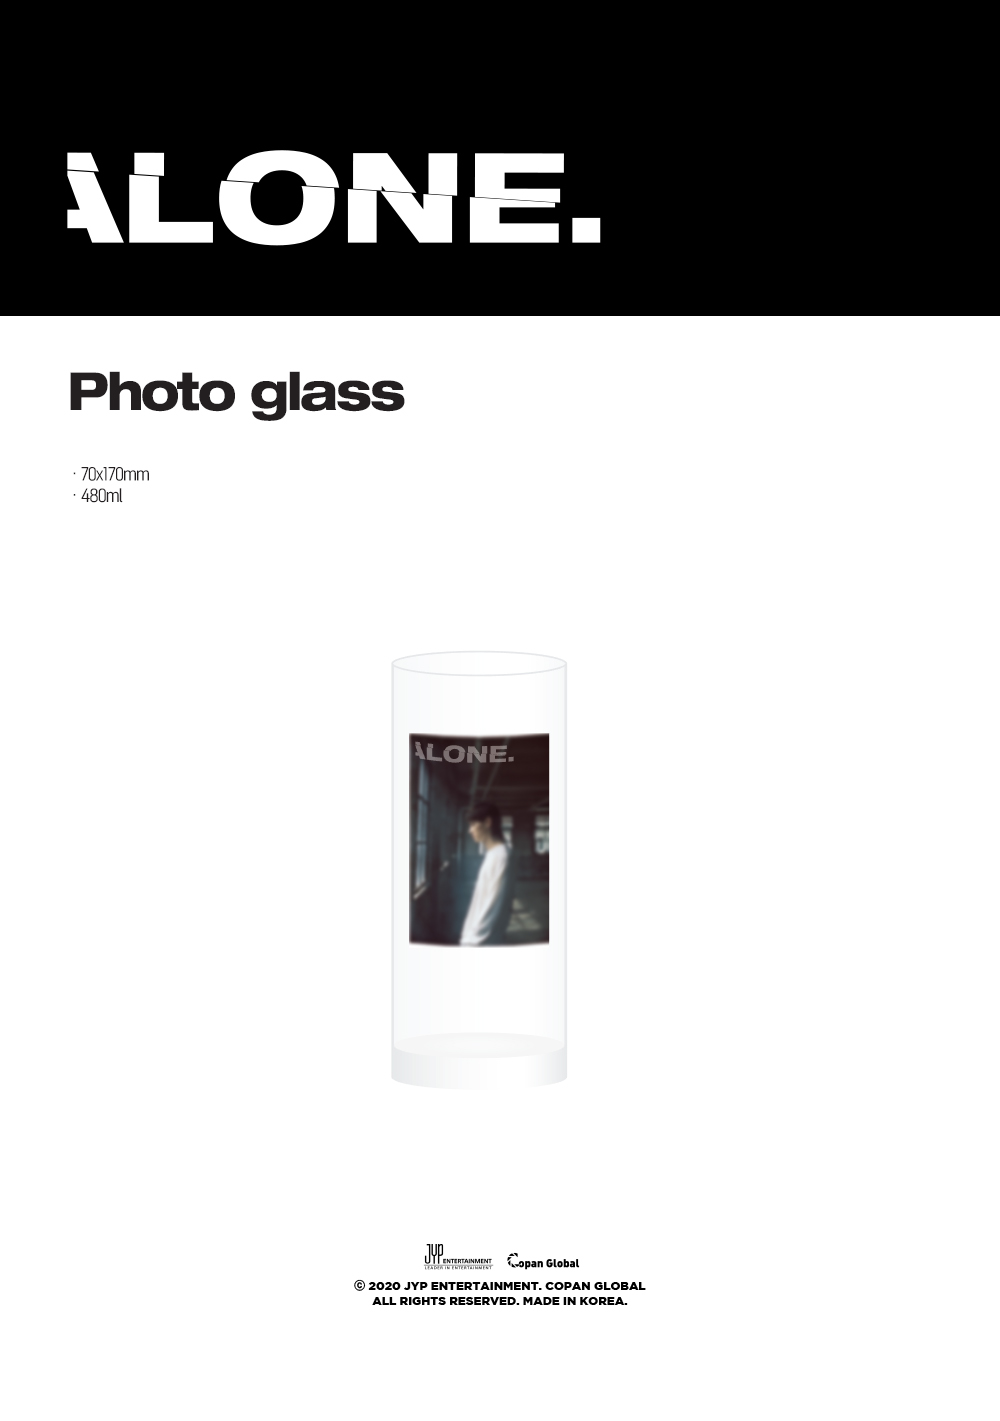 ALONE.
Photo glass
· 70x170mm
· 480ml
ALONE.
JYP ENTERTAINMENT
LEADER IN ENTERTAINMENT
Copan Global
© 2020 JYP ENTERTAINMENT. COPAN GLOBAL
ALL RIGHTS RESERVED. MADE IN KOREA.